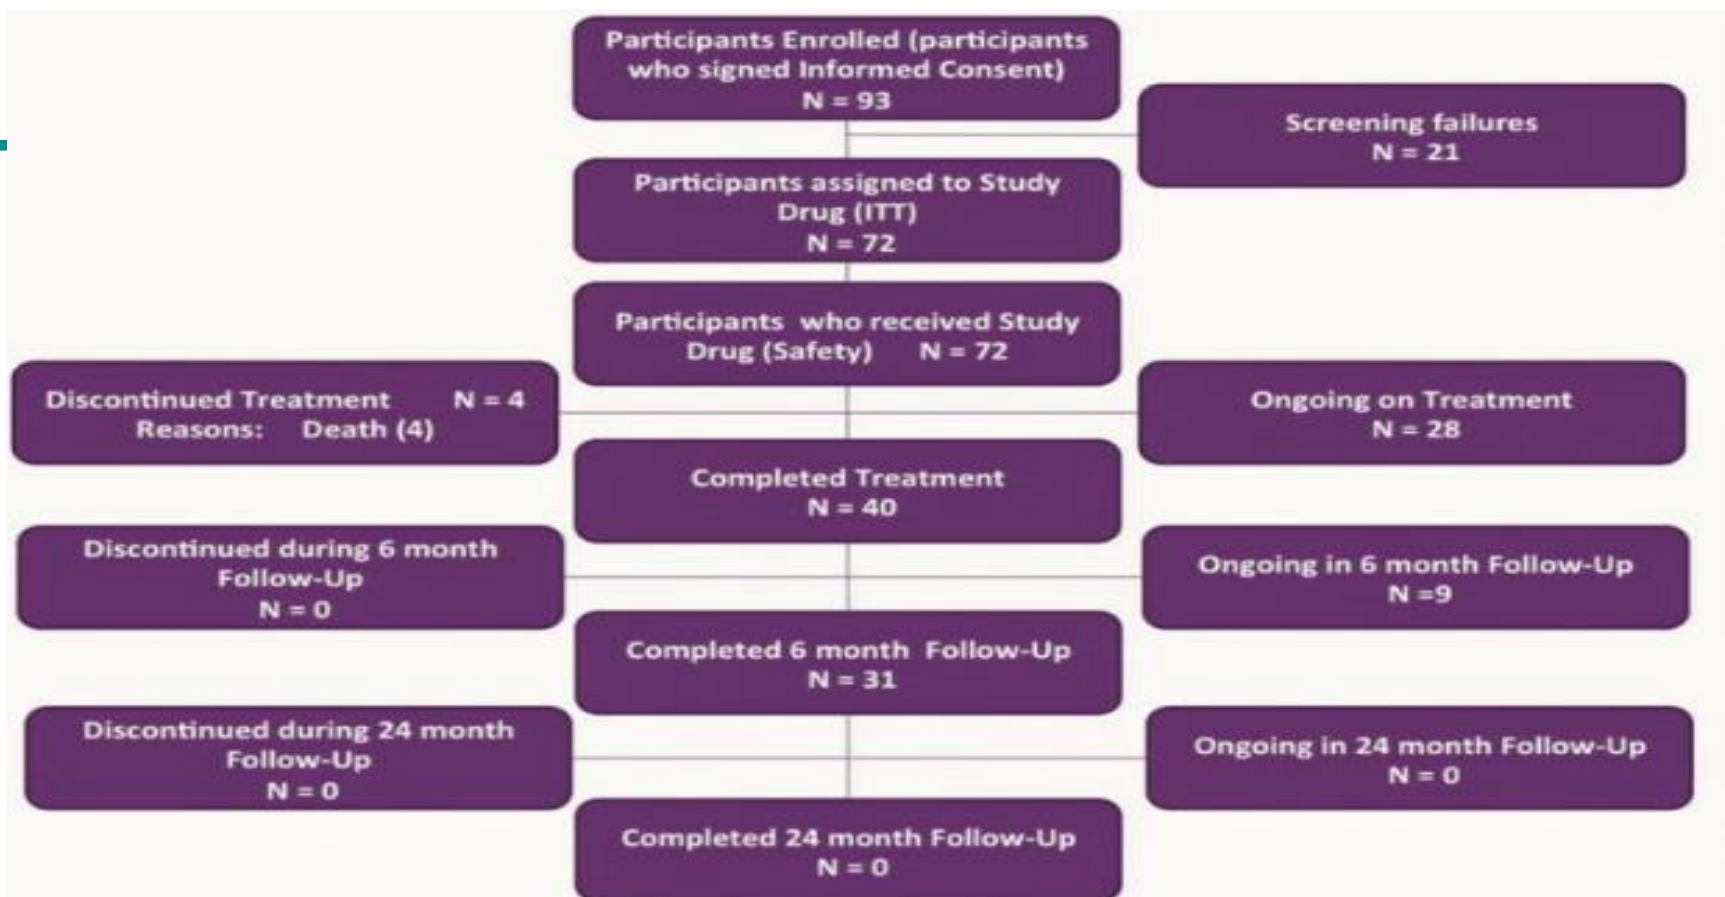 Participants Enrolled (participants
who signed Informed Consent)
N = 93
Screening failures
N = 21
Participants assigned to Study
Drug (ITT)
N = 72
Participants who received Study
Drug (Safety) N = 72
Discontinued Treatment N = 4
Reasons: Death (4)
Ongoing on Treatment
N = 28
Completed Treatment
N = 40
Discontinued during 6 month
Follow-Up
N = 0
Ongoing in 6 month Follow-Up
N =9
Completed 6 month Follow-Up
N = 31
Discontinued during 24 month
Follow-Up
N = 0
Ongoing in 24 month Follow-Up
N = 0
Completed 24 month Follow-Up
N = 0